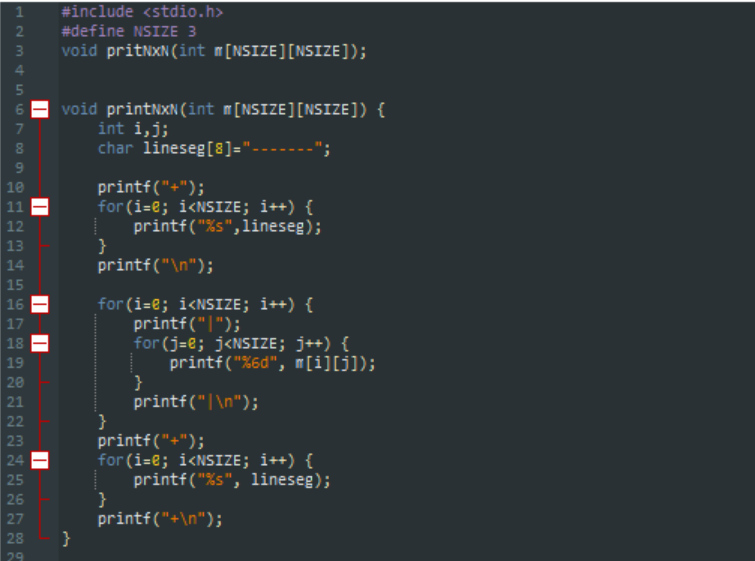 1 #include <stdio.h>
2 #define NSIZE 3
3 void pritNxN(int m[NSIZE][NSIZE]);
4
5
6 void printNxN(int m[NSIZE][NSIZE]) {
7     int i,j;
8     char lineseg[8]="-------";
9
10     printf("+");
11     for(i=0; i<NSIZE; i++) {
12         printf("%s",lineseg);
13     }
14     printf("\n");
15
16     for(i=0; i<NSIZE; i++) {
17         printf("|");
18         for(j=0; j<NSIZE; j++) {
19             printf("%6d", m[i][j]);
20         }
21         printf("|\n");
22     }
23     printf("+");
24     for(i=0; i<NSIZE; i++) {
25         printf("%s", lineseg);
26     }
27     printf("+\n");
28 }
29